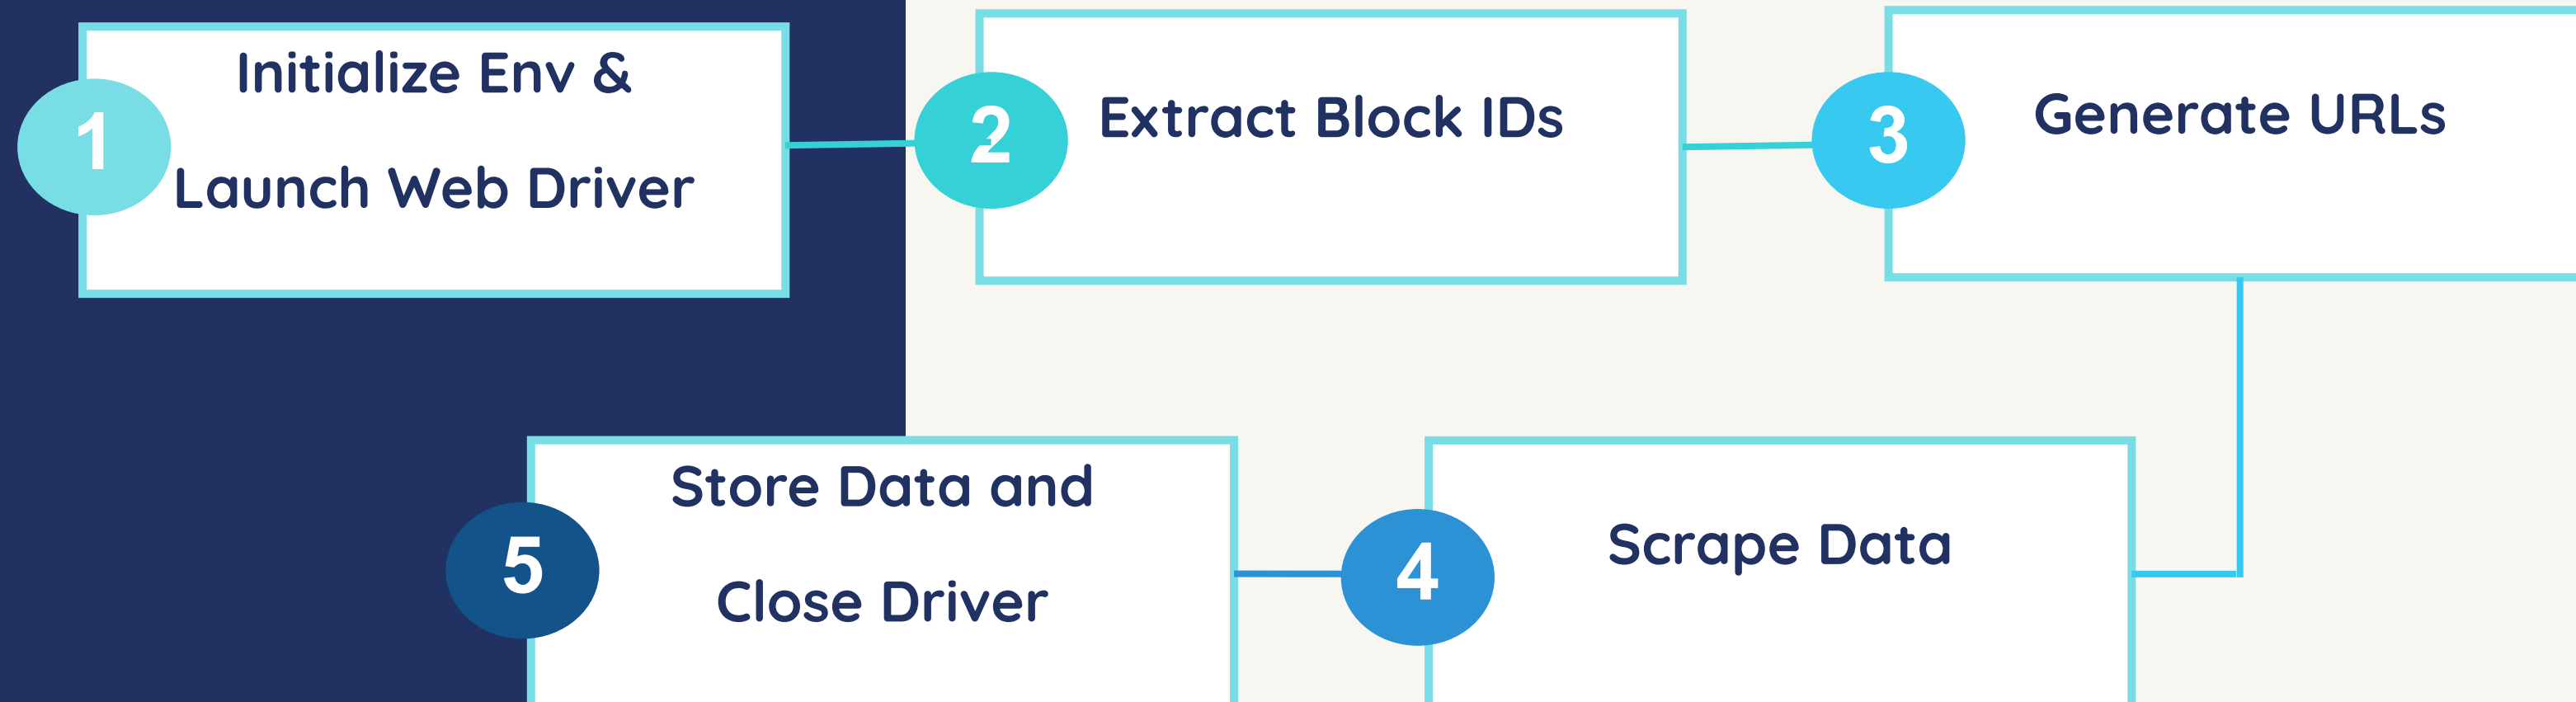 1
Initialize Env &
Launch Web Driver
2
Extract Block IDs
3
Generate URLs
4
Scrape Data
5
Store Data and
Close Driver